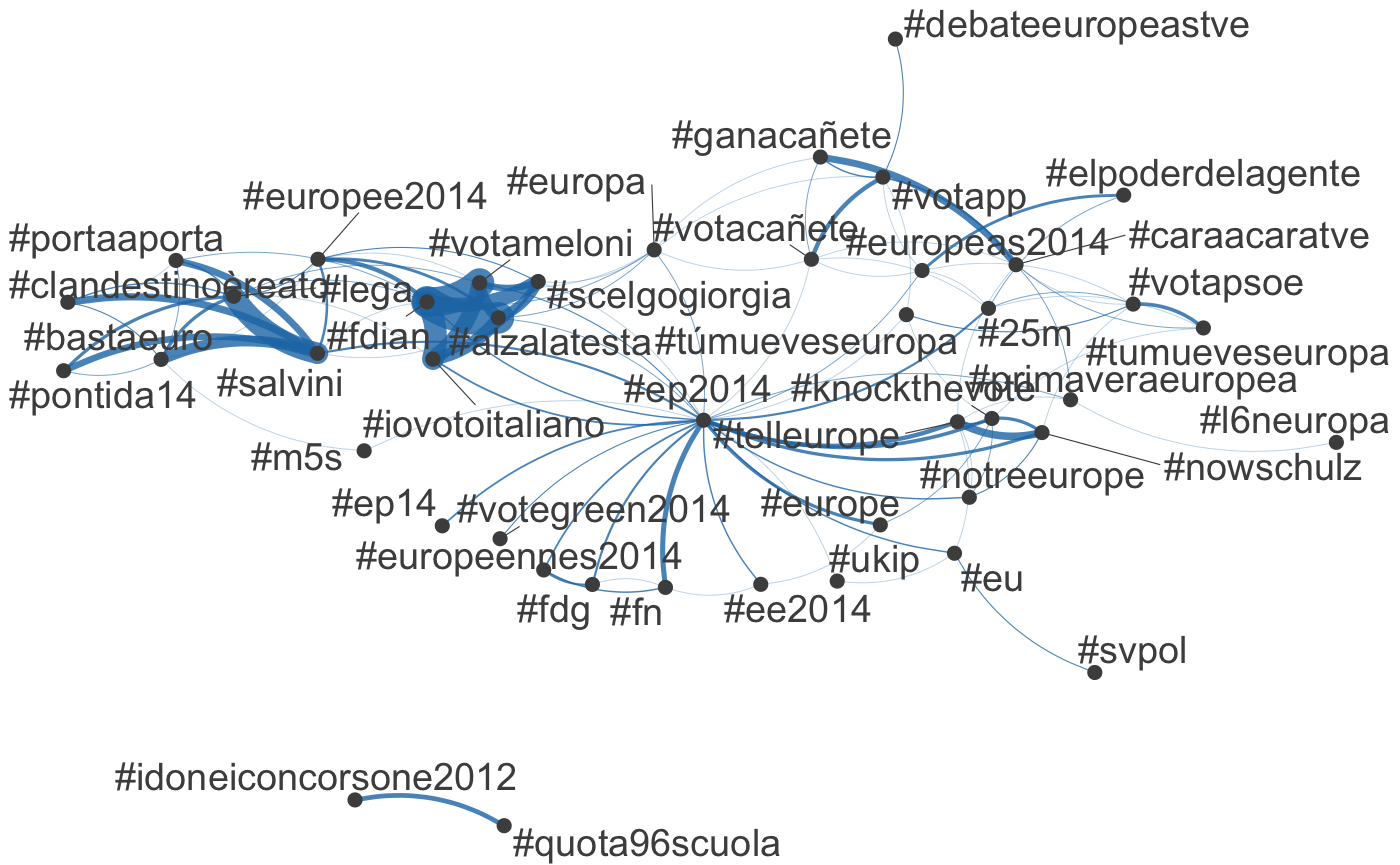 #debateeuropeastve
#ganacañete
#elpoderdelagente
#europa
#europee2014
#votapp
#portaaporta
#votameloni
#votacañete
#europeas2014
#caraacaratve
#clandestinoèreato
#lega
#scelgogiorgia
#votapsoe
#bastaeuro
#fdian
#alzalatesta
#túmueveseuropa
#25m
#tumueveseuropa
#pontida14
#salvini
#ep2014
#knockthevote
#primaveraeuropea
#iovotoitaliano
#telleurope
#l6neuropa
#m5s
#notreeurope
#nowschulz
#ep14
#votegreen2014
#europe
#europeennes2014
#ukip
#eu
#fdg
#fn
#ee2014
#svpol
#idoneiconcorsone2012
#quota96scuola